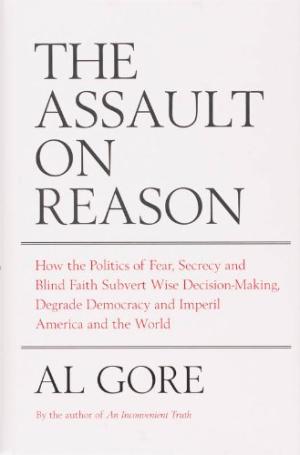 THE
ASSAULT
ON
REASON
How the Politics of Fear, Secrecy and
Blind Faith Subvert Wise Decision-Making,
Degrade Democracy and Imperil
America and the World
AL GORE
By the author of An Inconvenient Truth